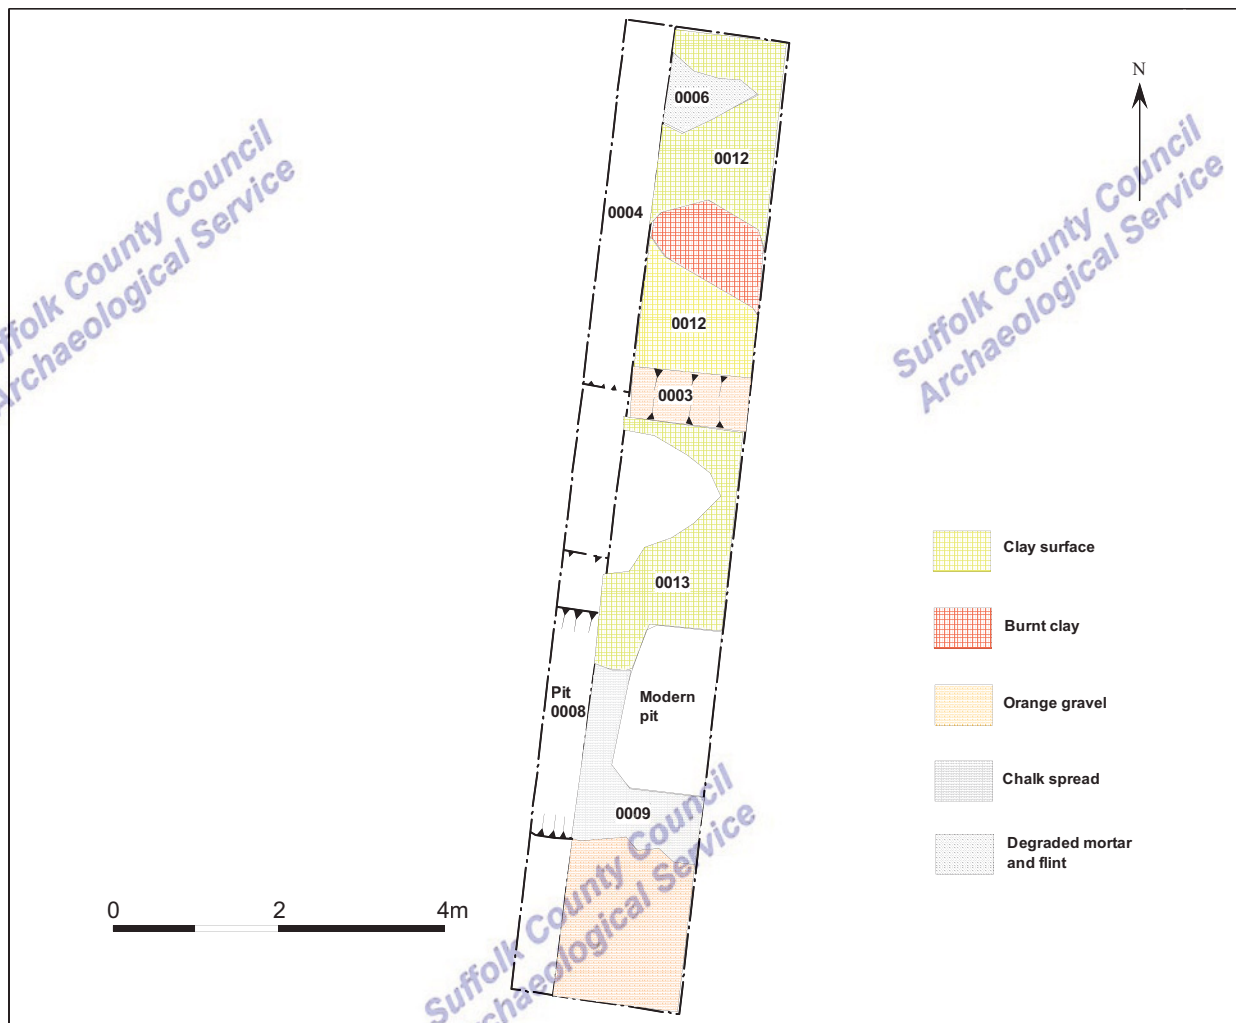 N
0006
0012
0004
0012
0003
0013
Pit
0008
Modern
pit
0009
Clay surface
Burnt clay
Orange gravel
Chalk spread
Degraded mortar
and flint
0 2 4m
Suffolk County Council
Archaeological Service
Suffolk County Council
Archaeological Service
Suffolk County Council
Archaeological Service